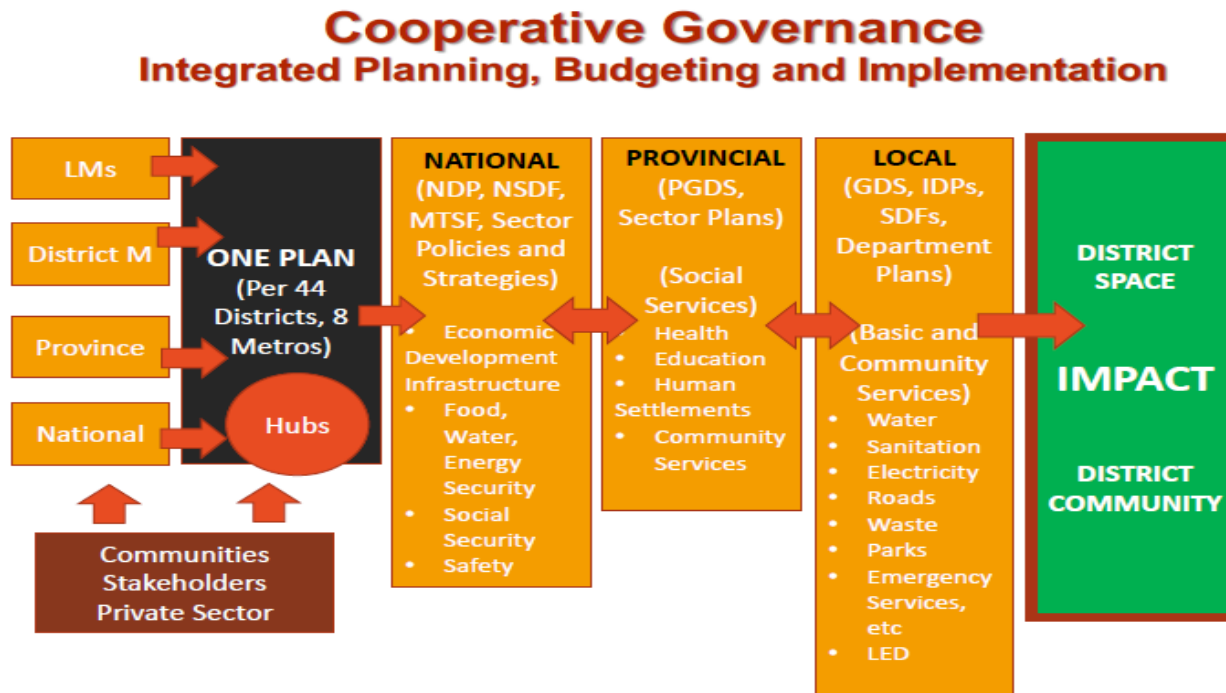 Cooperative Governance
Integrated Planning, Budgeting and Implementation
LMs
District M
Province
National
ONE PLAN
(Per 44
Districts, 8
Metros)
Hubs
Communities
Stakeholders
Private Sector
NATIONAL
(NDP, NSDF,
MTSF, Sector
Policies and
Strategies)
• Economic
Development
Infrastructure
• Food,
Water,
Energy
Security
• Social
Security
• Safety
PROVINCIAL
(PGDS,
Sector Plans)
(Social
Services)
Health
• Education
• Human
Settlements
• Community
Services
LOCAL
(GDS, IDPs,
SDFs,
Department
Plans)
(Basic and
Community
Services)
• Water
• Sanitation
• Electricity
• Roads
• Waste
• Parks
• Emergency
Services,
etc
• LED
DISTRICT
SPACE
IMPACT
DISTRICT
COMMUNITY